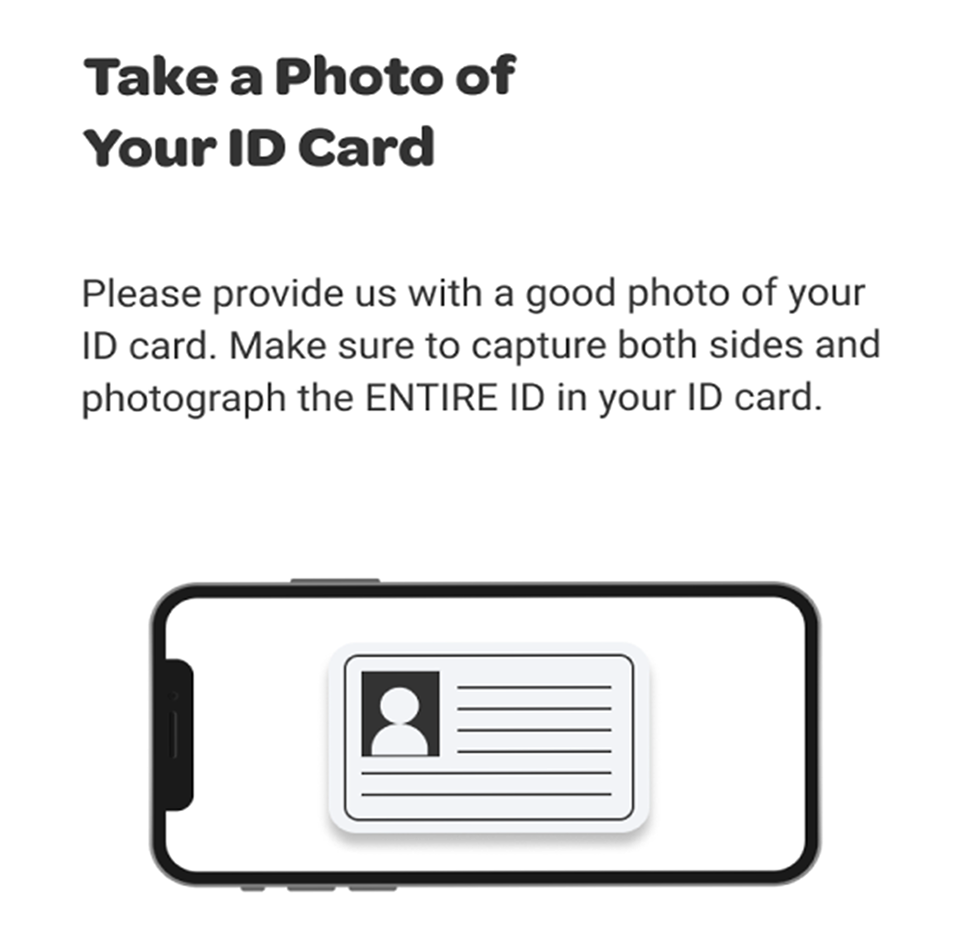 Take a Photo of
Your ID Card
Please provide us with a good photo of your
ID card. Make sure to capture both sides and
photograph the ENTIRE ID in your ID card.